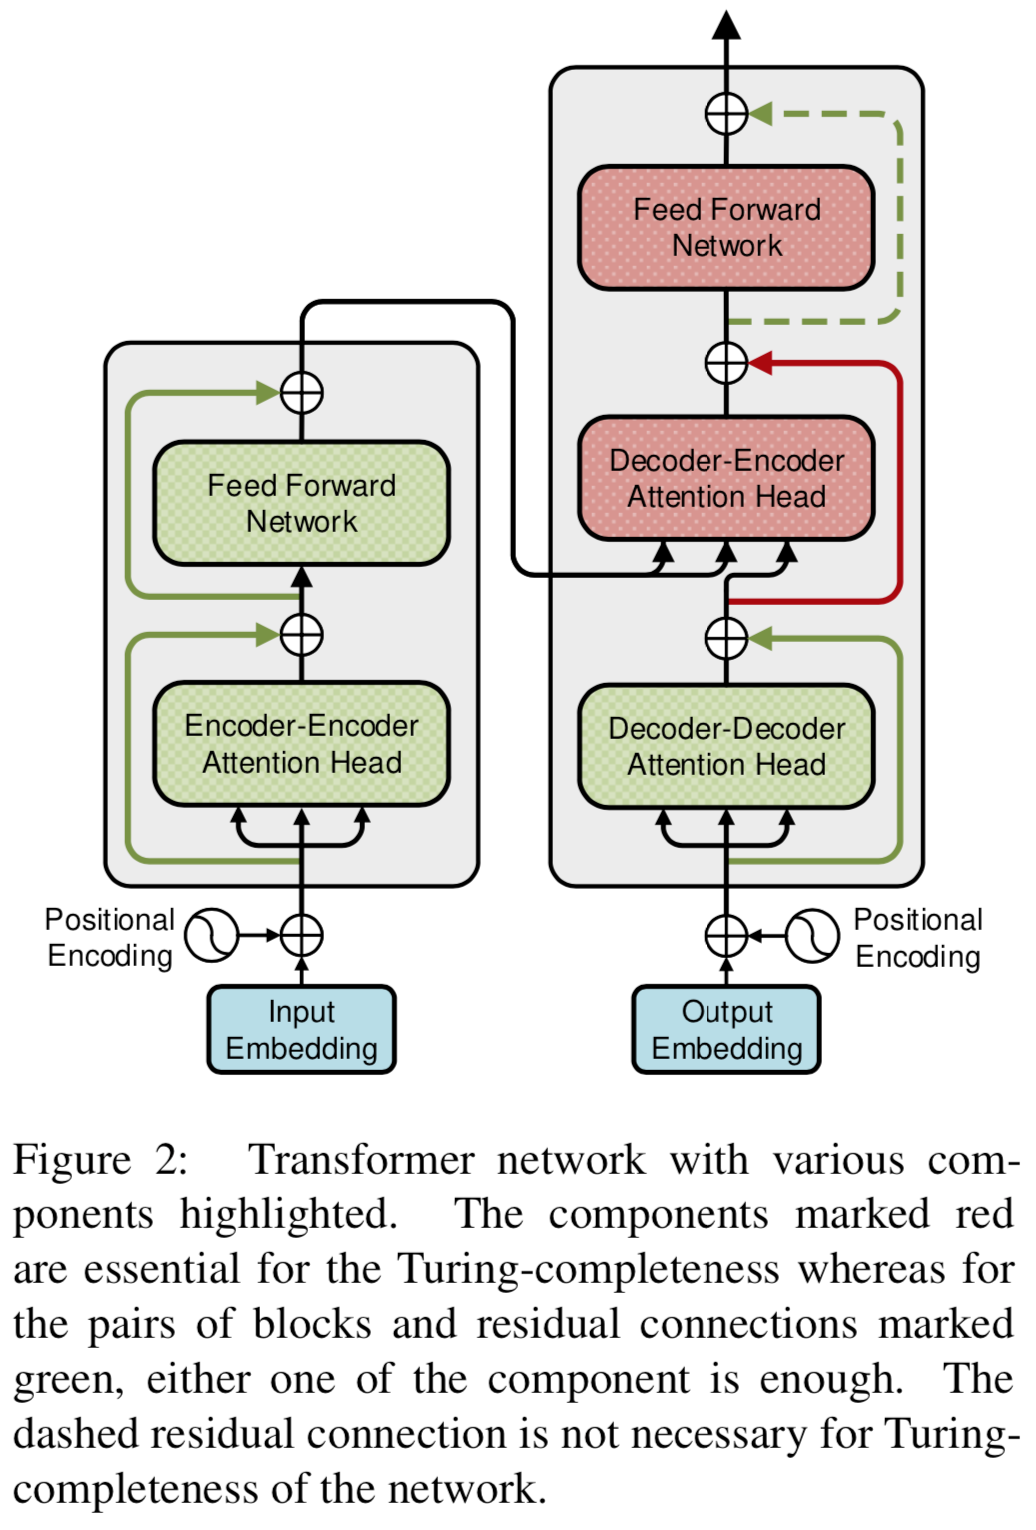 Feed Forward
Network
Decoder-Encoder
Attention Head
Feed Forward
Network
Encoder-Encoder
Attention Head
Decoder-Decoder
Attention Head
Positional
Encoding
Positional
Encoding
Input
Embedding
Output
Embedding
Figure 2: Transformer network with various com-
ponents highlighted. The components marked red
are essential for the Turing-completeness whereas for
the pairs of blocks and residual connections marked
green, either one of the component is enough. The
dashed residual connection is not necessary for Turing-
completeness of the network.